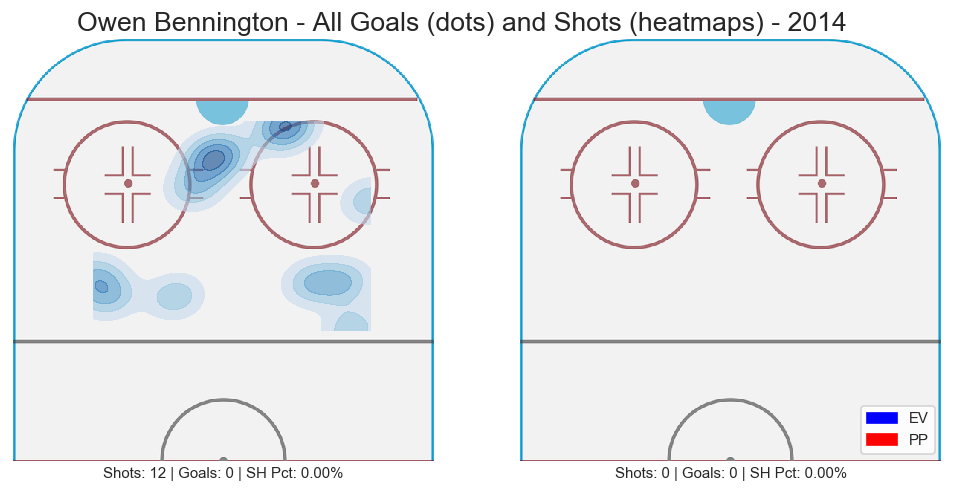 Owen Bennington - All Goals (dots) and Shots (heatmaps) - 2014
EV
PP
Shots: 12 | Goals: 0 | SH Pct: 0.00%
Shots: 0 | Goals: 0 | SH Pct: 0.00%